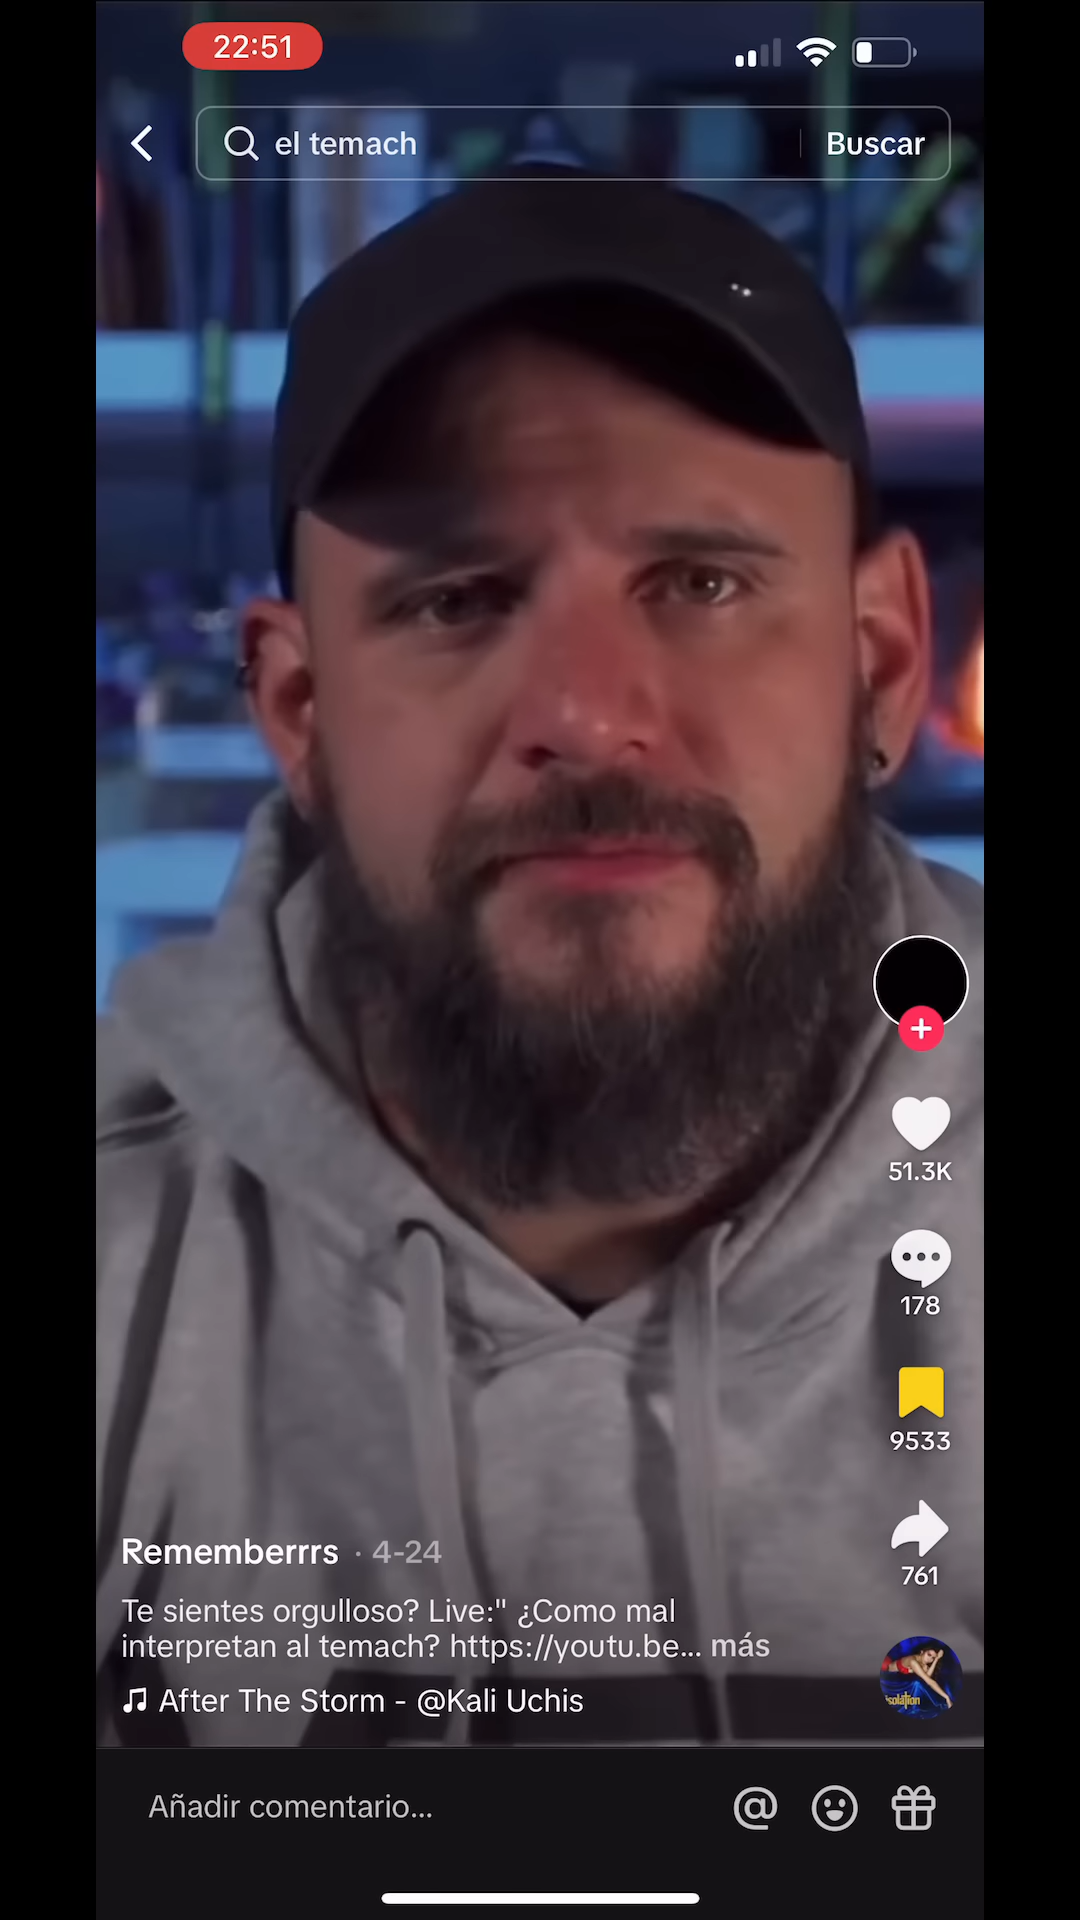 22:51
el temach
Buscar
51.3K
178
9533
761
Rememberrrs · 4-24
Te sientes orgulloso? Live:" ¿Como mal
interpretan al temach? https://youtu.be... más
After The Storm - @Kali Uchis
isolation
Añadir comentario...